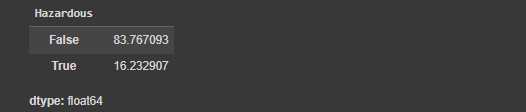 Hazardous
False 83.767093
True 16.232907
dtype: float64